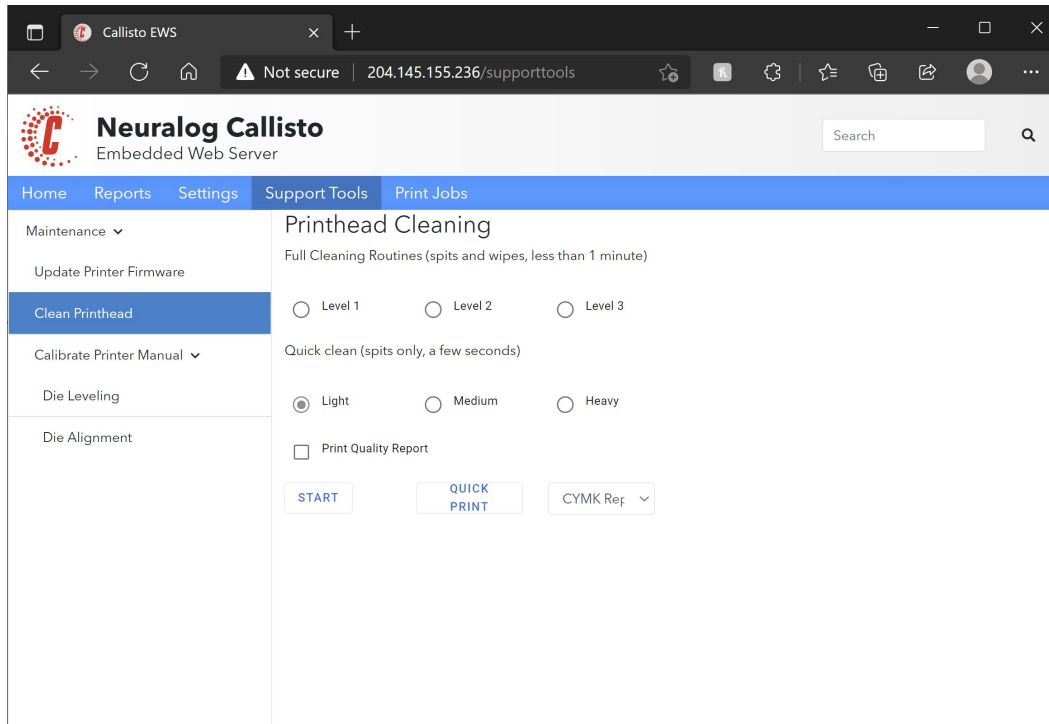 Callisto EWS
Not secure | 204.145.155.236/supporttools
Neuralog Callisto
Embedded Web Server
Search
Home Reports Settings Support Tools Print Jobs
Maintenance
Update Printer Firmware
Clean Printhead
Calibrate Printer Manual
Die Leveling
Die Alignment
Printhead Cleaning
Full Cleaning Routines (spits and wipes, less than 1 minute)
Level 1 Level 2 Level 3
Quick clean (spits only, a few seconds)
Light Medium Heavy
Print Quality Report
START
QUICK
PRINT
CYMK Rep